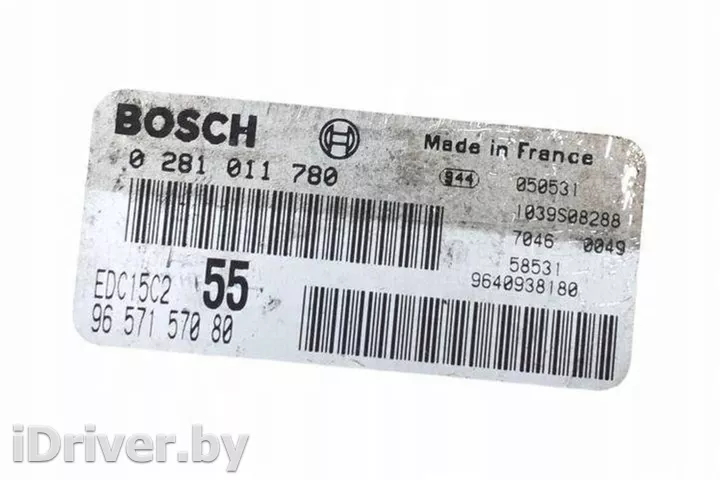 BOSCH
Made in France
0 281 011 780
944
050531
1039S08288
7046 0049
58531
9640938180
EDC15C2 55
96 571 570 80
iDriver.by